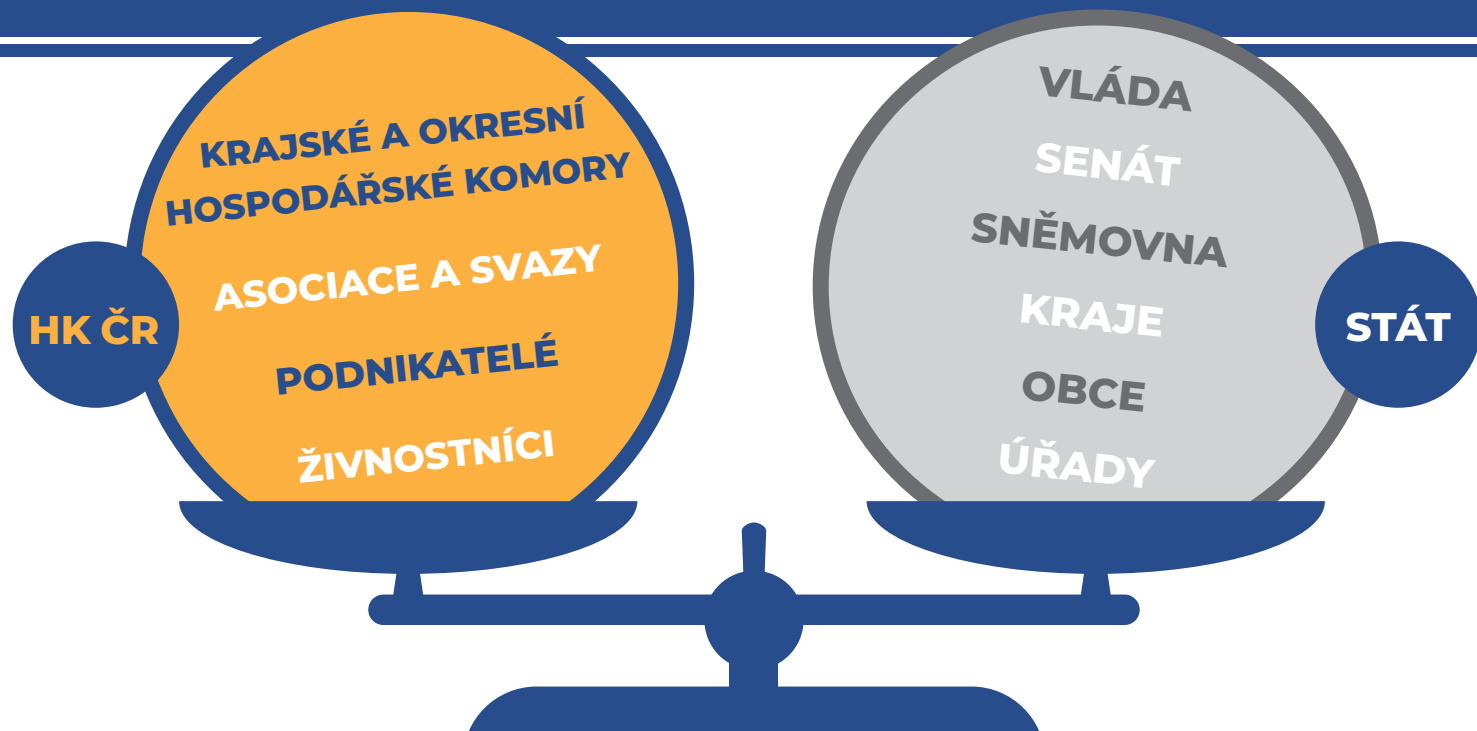 HK ČR
KRAJSKÉ A OKRESNÍ
HOSPODÁŘSKÉ KOMORY
ASOCIACE A SVAZY
PODNIKATELÉ
ŽIVNOSTNÍCI
VLÁDA
SENÁT
SNĚMOVNA
KRAJE
OBCE
ÚŘADY
STÁT